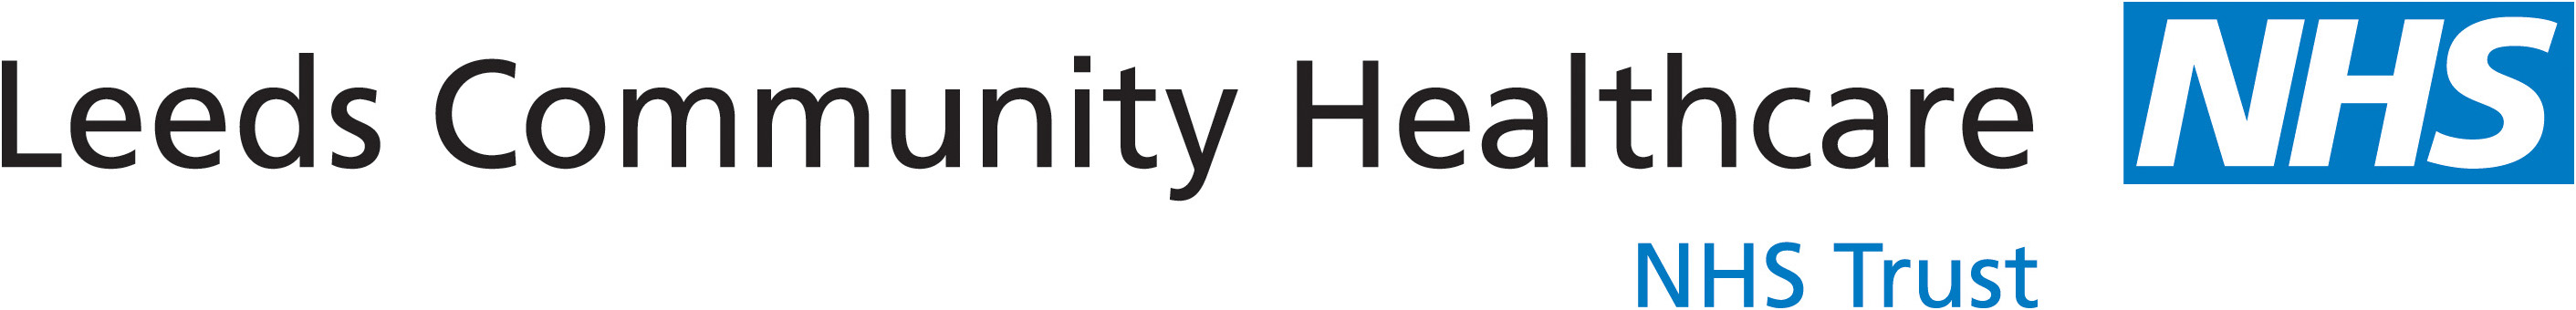 Leeds Community Healthcare NHS
NHS Trust